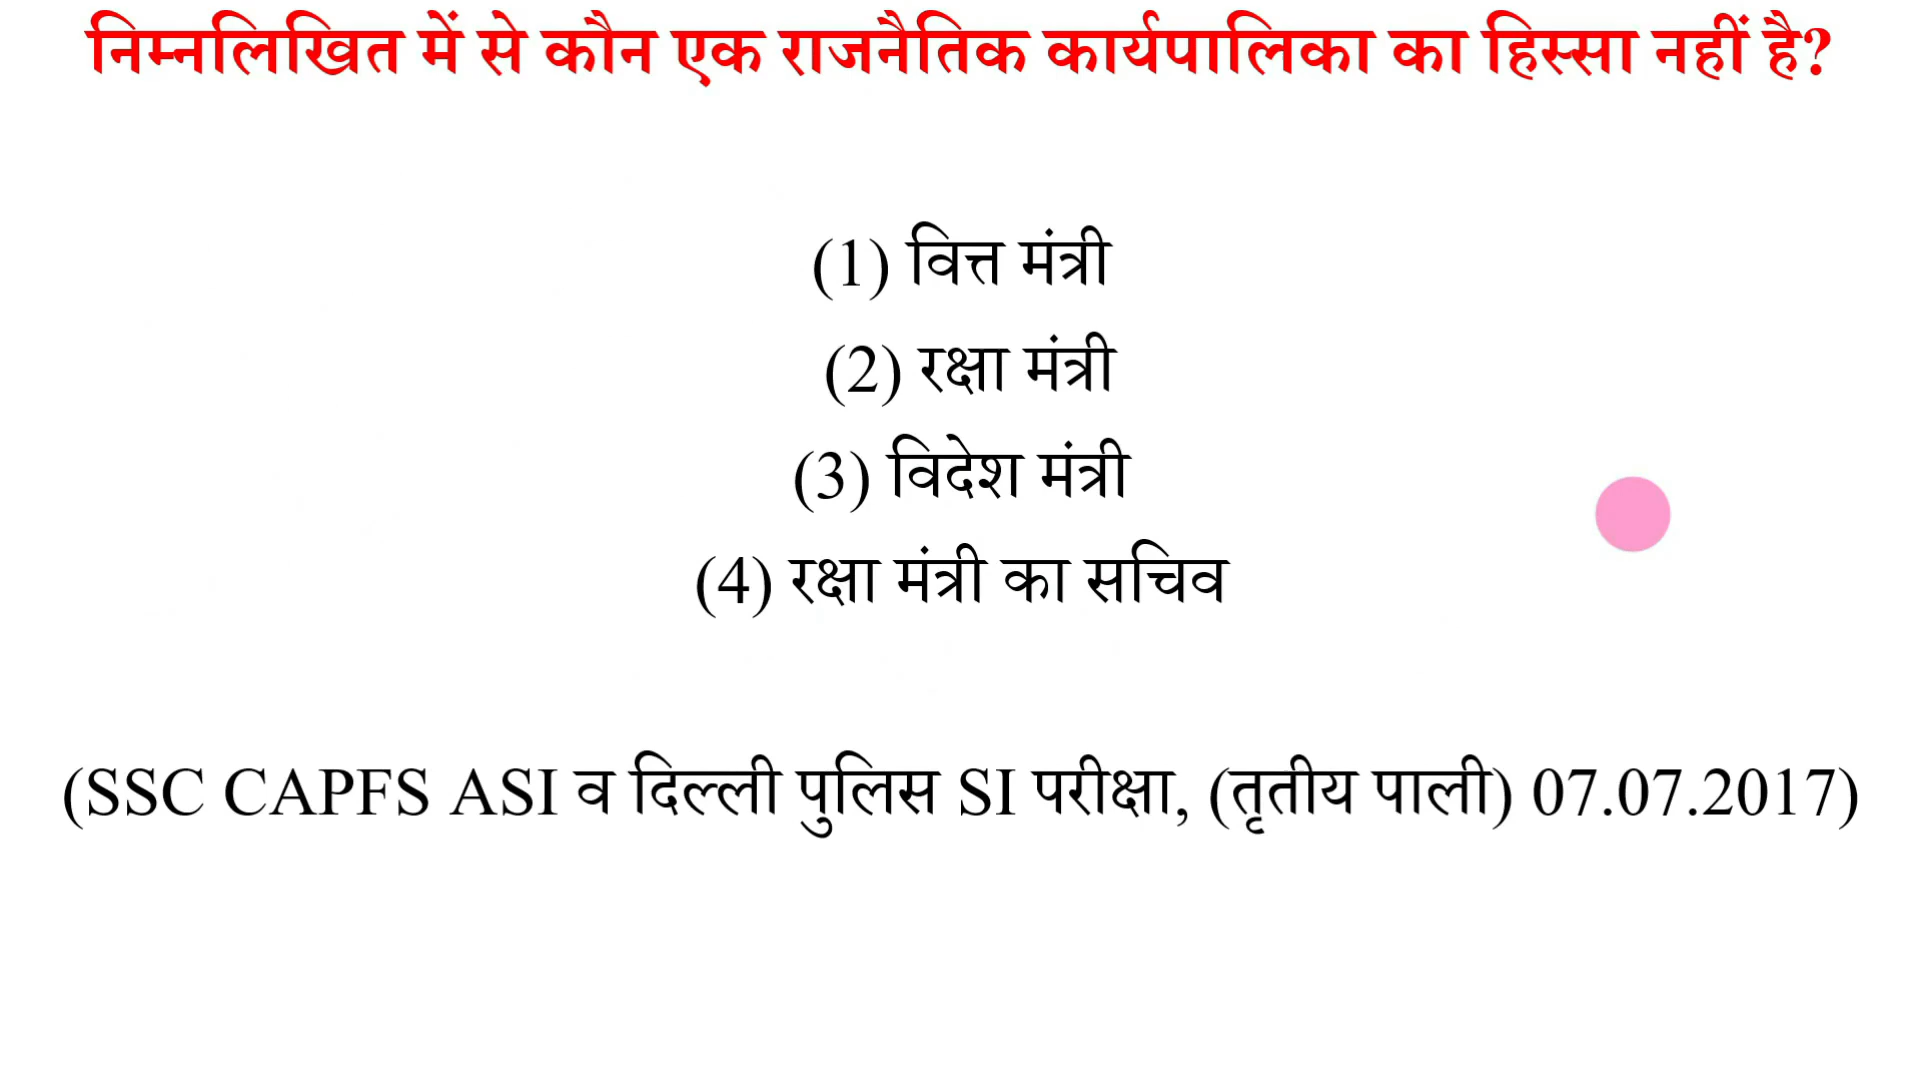 निम्नलिखित में से कौन एक राजनैतिक कार्यपालिका का हिस्सा नहीं है?
(1) वित्त मंत्री
(2) रक्षा मंत्री
(3) विदेश मंत्री
(4) रक्षा मंत्री का सचिव
(SSC CAPFS ASI व दिल्ली पुलिस SI परीक्षा, (तृतीय पाली) 07.07.2017)